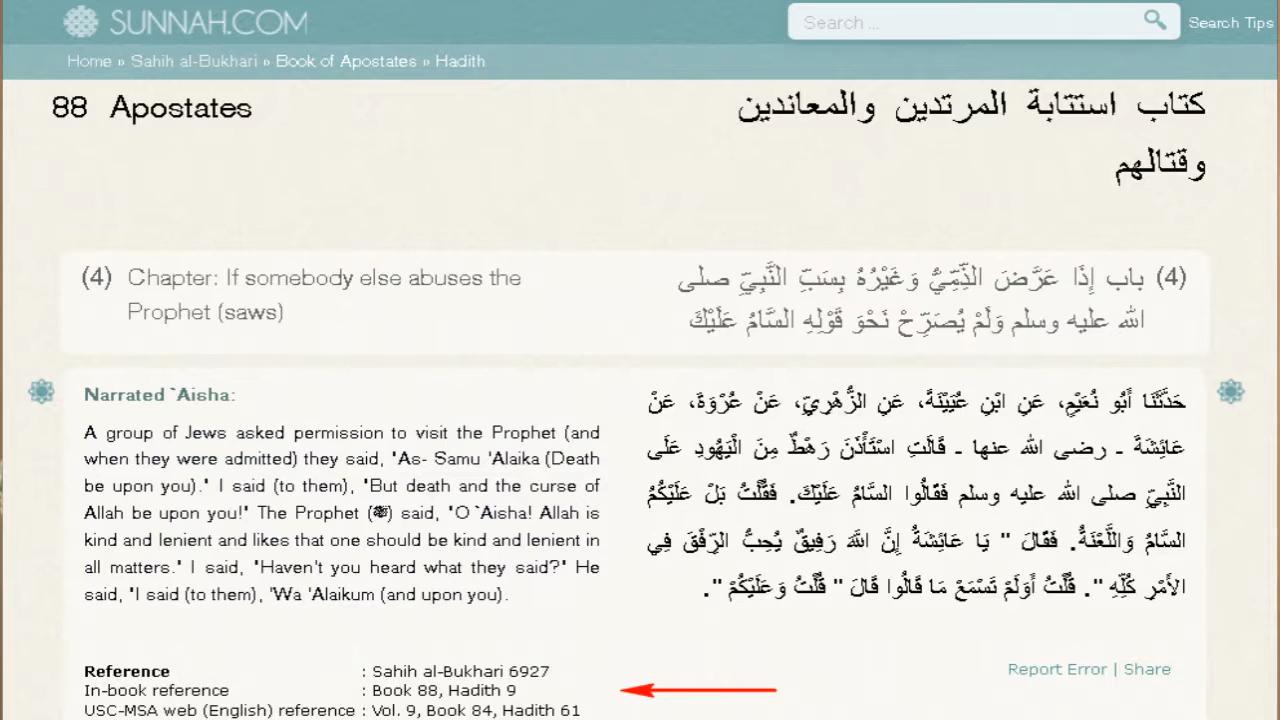 SUNNAH.COM
Search ...
Search Tips
Home » Sahih al-Bukhari » Book of Apostates » Hadith
88 Apostates
كتاب استتابة المرتدين والمعاندين
وقتالهم
(4) Chapter: If somebody else abuses the
Prophet (saws)
(4) باب إِذَا عَرَّضَ الذِّمِّيُّ وَغَيْرُهُ بِسَبِّ النَّبِيِّ صلى
الله عليه وسلم وَلَمْ يُصَرِّحْ نَحْوَ قَوْلِهِ السَّامُ عَلَيْكَ
Narrated `Aisha:
A group of Jews asked permission to visit the Prophet (and
when they were admitted) they said, "As- Samu 'Alaika (Death
be upon you)." I said (to them), "But death and the curse of
Allah be upon you!" The Prophet (ﷺ) said, "O `Aisha! Allah is
kind and lenient and likes that one should be kind and lenient in
all matters." I said, "Haven't you heard what they said?" He
said, "I said (to them), 'Wa 'Alaikum (and upon you).
حَدَّثَنَا أَبُو نُعَيْمٍ، عَنِ ابْنِ عُيَيْنَةَ، عَنِ الزُّهْرِيِّ، عَنْ عُرْوَةَ، عَنْ
عَائِشَةَ ـ رضى الله عنها ـ قَالَتِ اسْتَأْذَنَ رَهْطٌ مِنَ الْيَهُودِ عَلَى
النَّبِيِّ صلى الله عليه وسلم فَقَالُوا السَّامُ عَلَيْكَ. فَقُلْتُ بَلْ عَلَيْكُمُ
السَّامُ وَاللَّعْنَةُ. فَقَالَ " يَا عَائِشَةُ إِنَّ اللَّهَ رَفِيقٌ يُحِبُّ الرِّفْقَ فِي
الأَمْرِ كُلِّهِ ". قُلْتُ أَوَلَمْ تَسْمَعْ مَا قَالُوا قَالَ " قُلْتُ وَعَلَيْكُمْ ".
Reference : Sahih al-Bukhari 6927
In-book reference : Book 88, Hadith 9
USC-MSA web (English) reference : Vol. 9, Book 84, Hadith 61
Report Error | Share